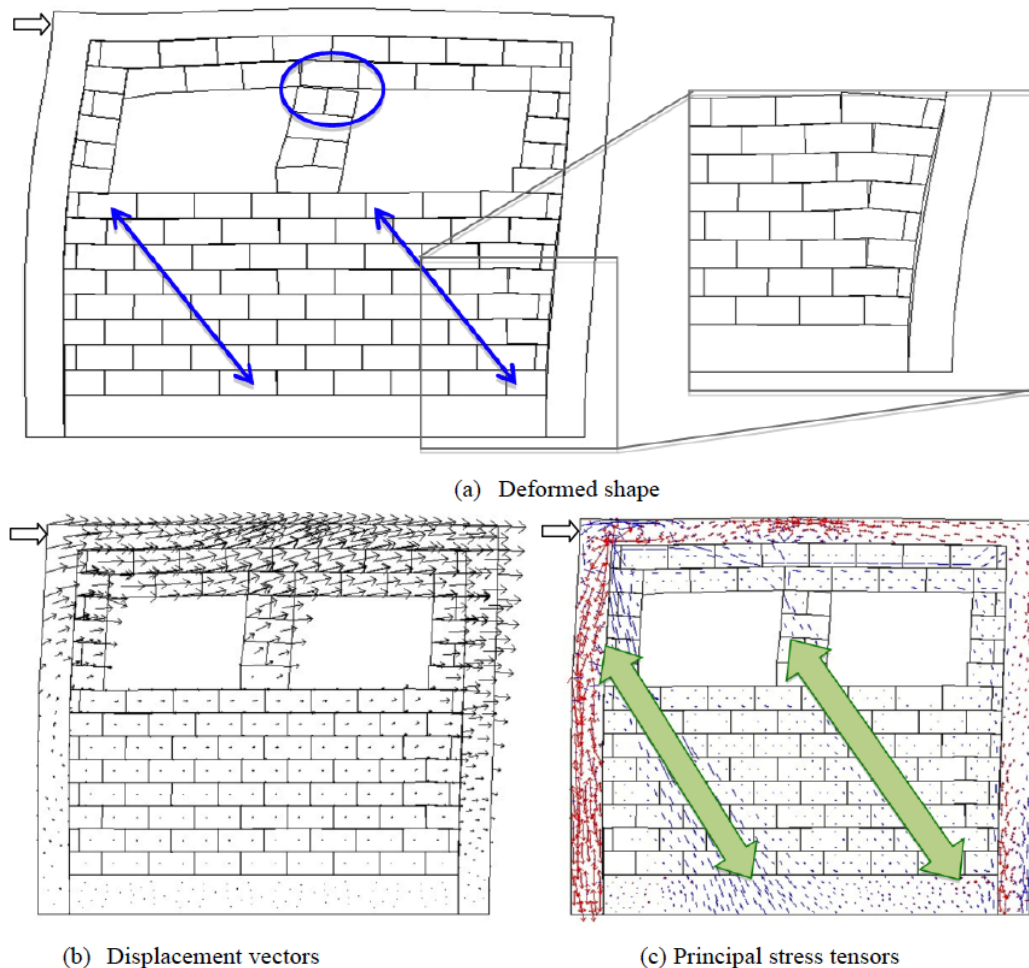 (a) Deformed shape
(b) Displacement vectors
(c) Principal stress tensors